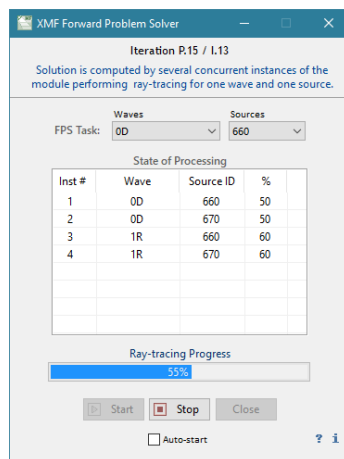 XMF Forward Problem Solver
Iteration P.15 / I.13
Solution is computed by several concurrent instances of the
module performing ray-tracing for one wave and one source.
Waves Sources
FPS Task: 0D 660
State of Processing
Inst # Wave Source ID %
1 0D 660 50
2 0D 670 50
3 1R 660 60
4 1R 670 60
Ray-tracing Progress
55%
Start Stop Close
Auto-start ? i